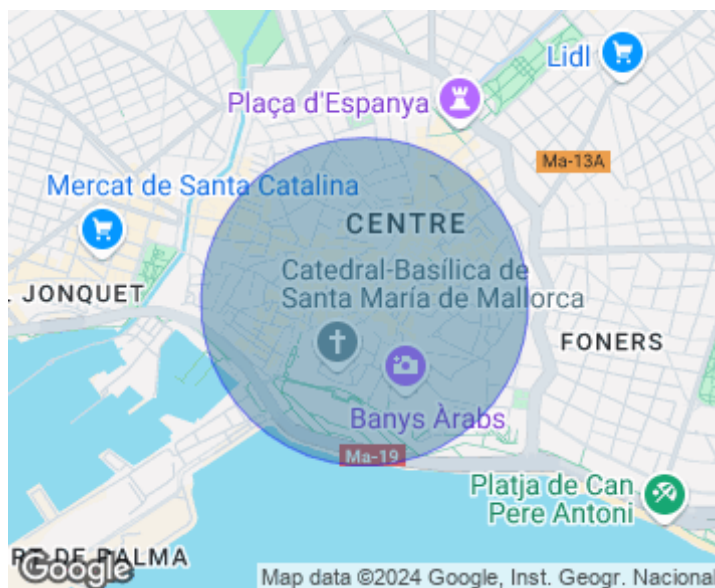 Lidl
Plaça d'Espanya
Ma-13A
Mercat de Santa Catalina
CENTRE
Catedral-Basílica de
Santa María de Mallorca
JONQUET
FONERS
Banys Àrabs
Ma-19
Platja de Can
Pere Antoni
DE PALMA
Google
Map data ©2024 Google, Inst. Geogr. Nacional